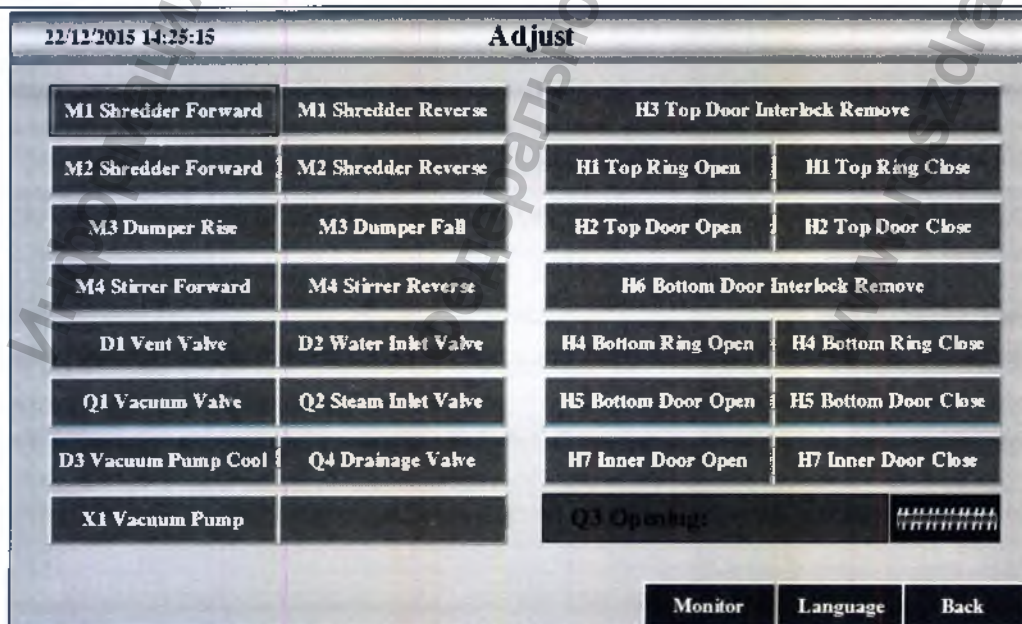 22/12/2015 14:25:15 Adjust
M1 Shredder Forward M1 Shredder Reverse H3 Top Door Interlock Remove
M2 Shredder Forward M2 Shredder Reverse H1 Top Ring Open H1 Top Ring Close
M3 Dumper Rise M3 Dumper Fall H2 Top Door Open H2 Top Door Close
M4 Stirrer Forward M4 Stirrer Reverse H6 Bottom Door Interlock Remove
D1 Vent Valve D2 Water Inlet Valve H4 Bottom Ring Open H4 Bottom Ring Close
Q1 Vacuum Valve Q2 Steam Inlet Valve H5 Bottom Door Open H5 Bottom Door Close
D3 Vacuum Pump Cool Q4 Drainage Valve H7 Inner Door Open H7 Inner Door Close
X1 Vacuum Pump Q3 Opening: ##########
Monitor Language Back